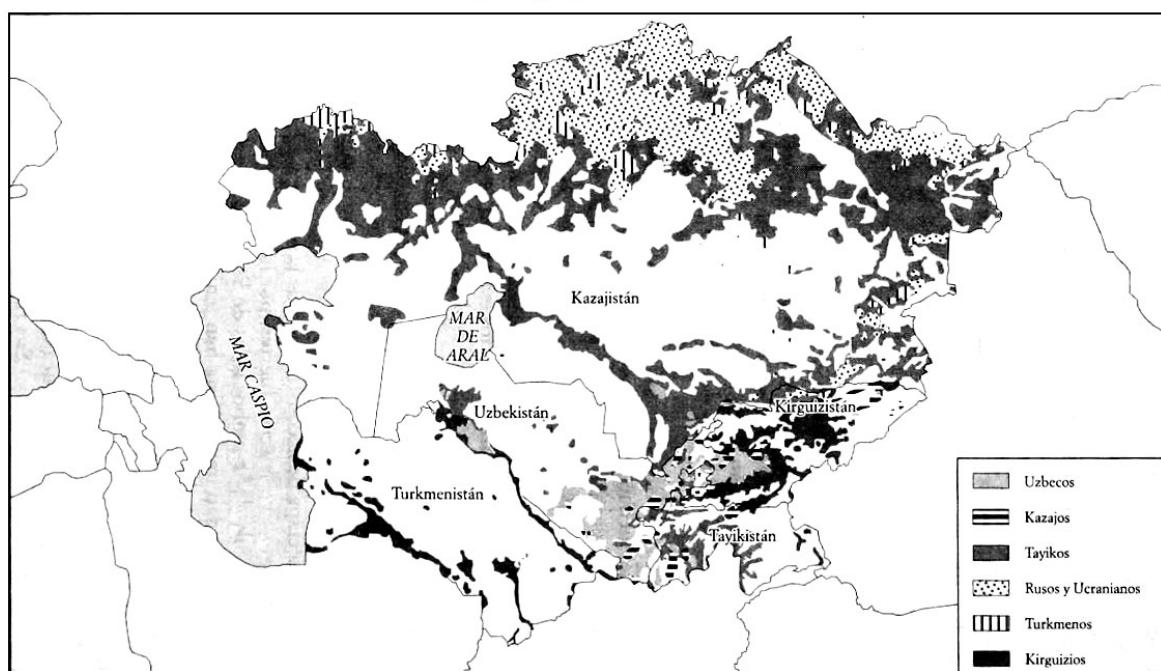 Kazajistán
MAR
DE
ARAL
MAR CASPIO
Uzbekistán
Kirguizistán
Turkmenistán
Tayikistán
Uzbecos
Kazajos
Tayikos
Rusos y Ucranianos
Turkmenos
Kirguizios